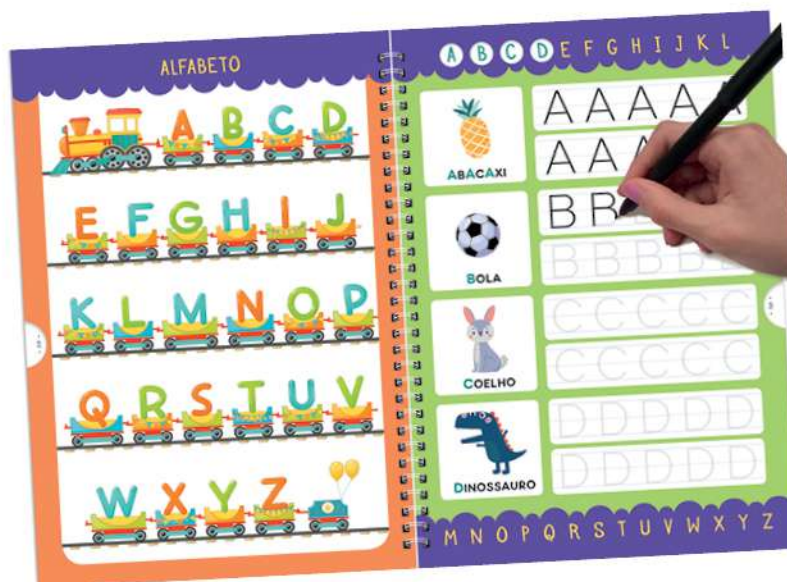 ALFABETO
A B C D
E F G H I J
K L M N O P
Q R S T U V
W X Y Z
A B C D E F G H I J K L
A A A A A
ABACAXI
A A A
B B
BOLA
B B B B B
C C C C C
COELHO
C C C C C
D D D D D
DINOSSAURO
D D D D D
M N O P Q R S T U V W X Y Z